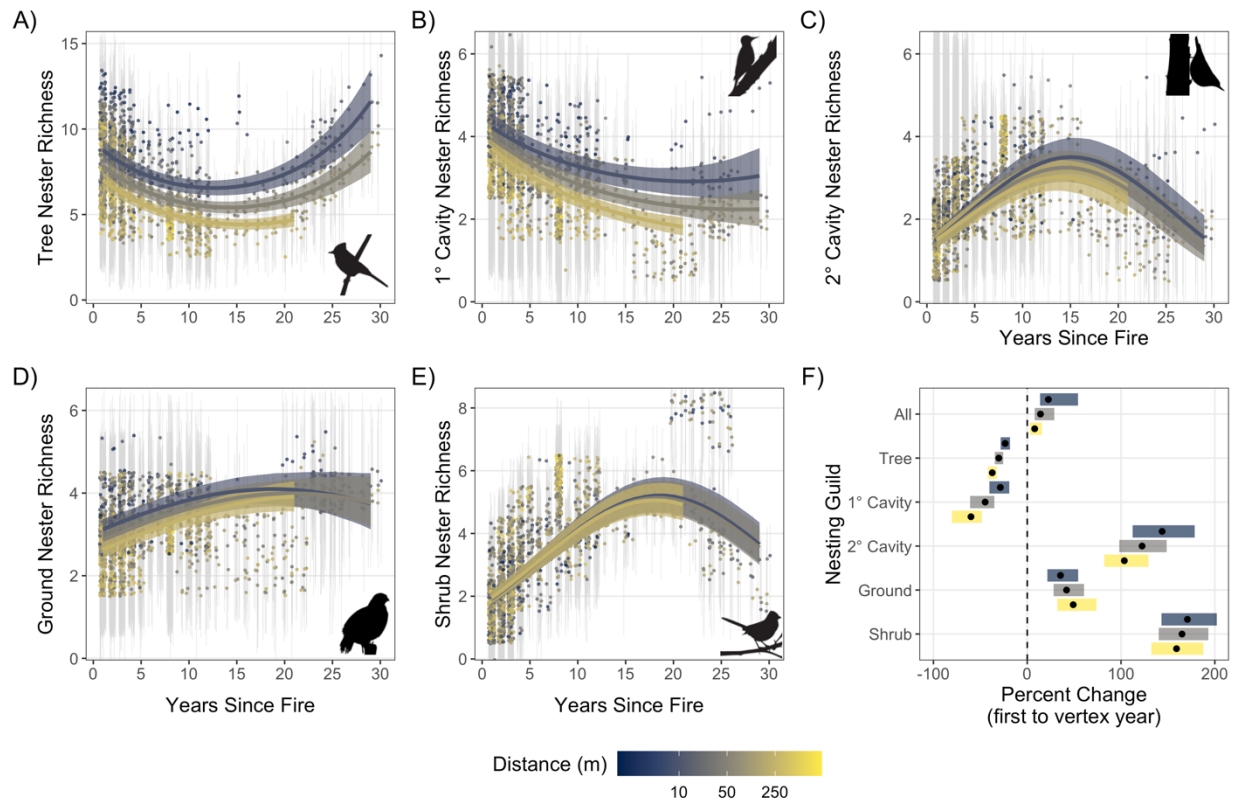 A)
B)
C)
Tree Nester Richness
15
10
5
0
0 5 10 15 20 25 30
1° Cavity Nester Richness
6
4
2
0
0 5 10 15 20 25 30
2° Cavity Nester Richness
6
4
2
0
0 5 10 15 20 25 30
Years Since Fire
D)
E)
F)
Ground Nester Richness
6
4
2
0
0 5 10 15 20 25 30
Years Since Fire
Shrub Nester Richness
8
6
4
2
0
0 5 10 15 20 25 30
Years Since Fire
Nesting Guild
All
Tree
1° Cavity
2° Cavity
Ground
Shrub
-100 0 100 200
Percent Change
(first to vertex year)
Distance (m)
10 50 250